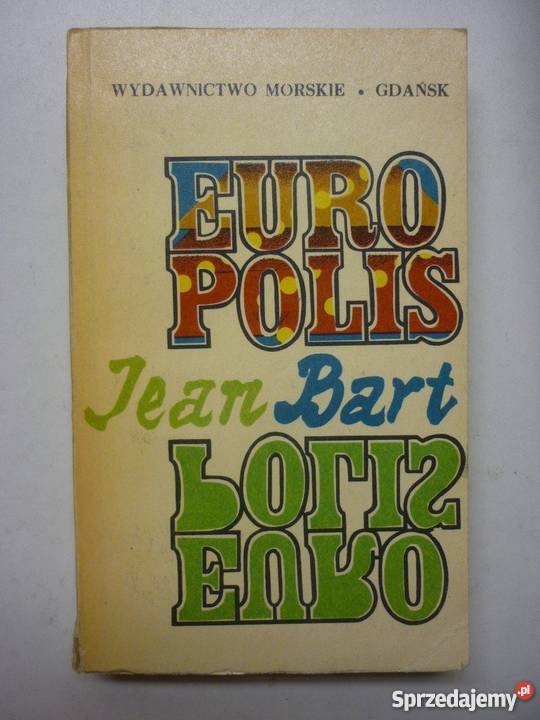 WYDAWNICTWO MORSKIE • GDAŃSK
EURO
POLIS
Jean Bart
POLIS
EURO
Sprzedajemy.pl